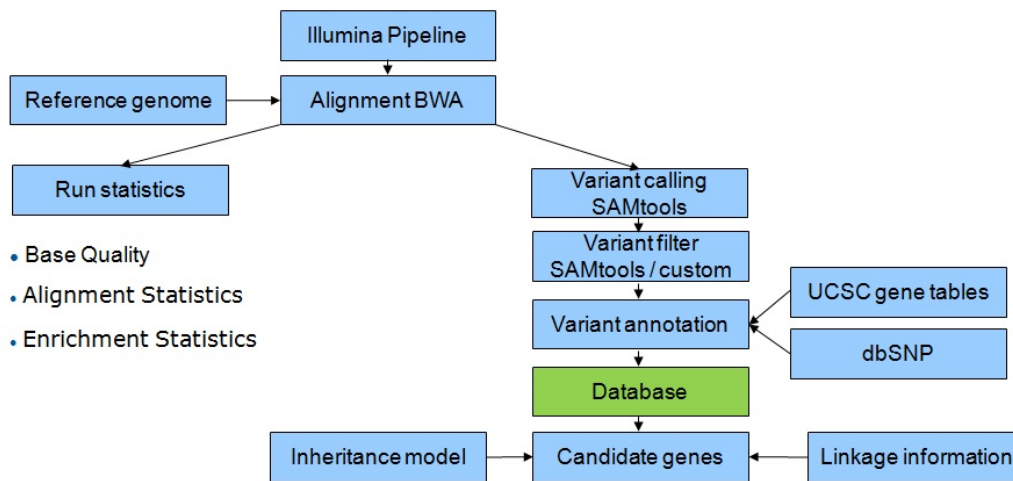 Illumina Pipeline
Reference genome
Alignment BWA
Run statistics
Variant calling
SAMtools
• Base Quality
• Alignment Statistics
• Enrichment Statistics
Variant filter
SAMtools / custom
UCSC gene tables
Variant annotation
dbSNP
Database
Inheritance model
Candidate genes
Linkage information